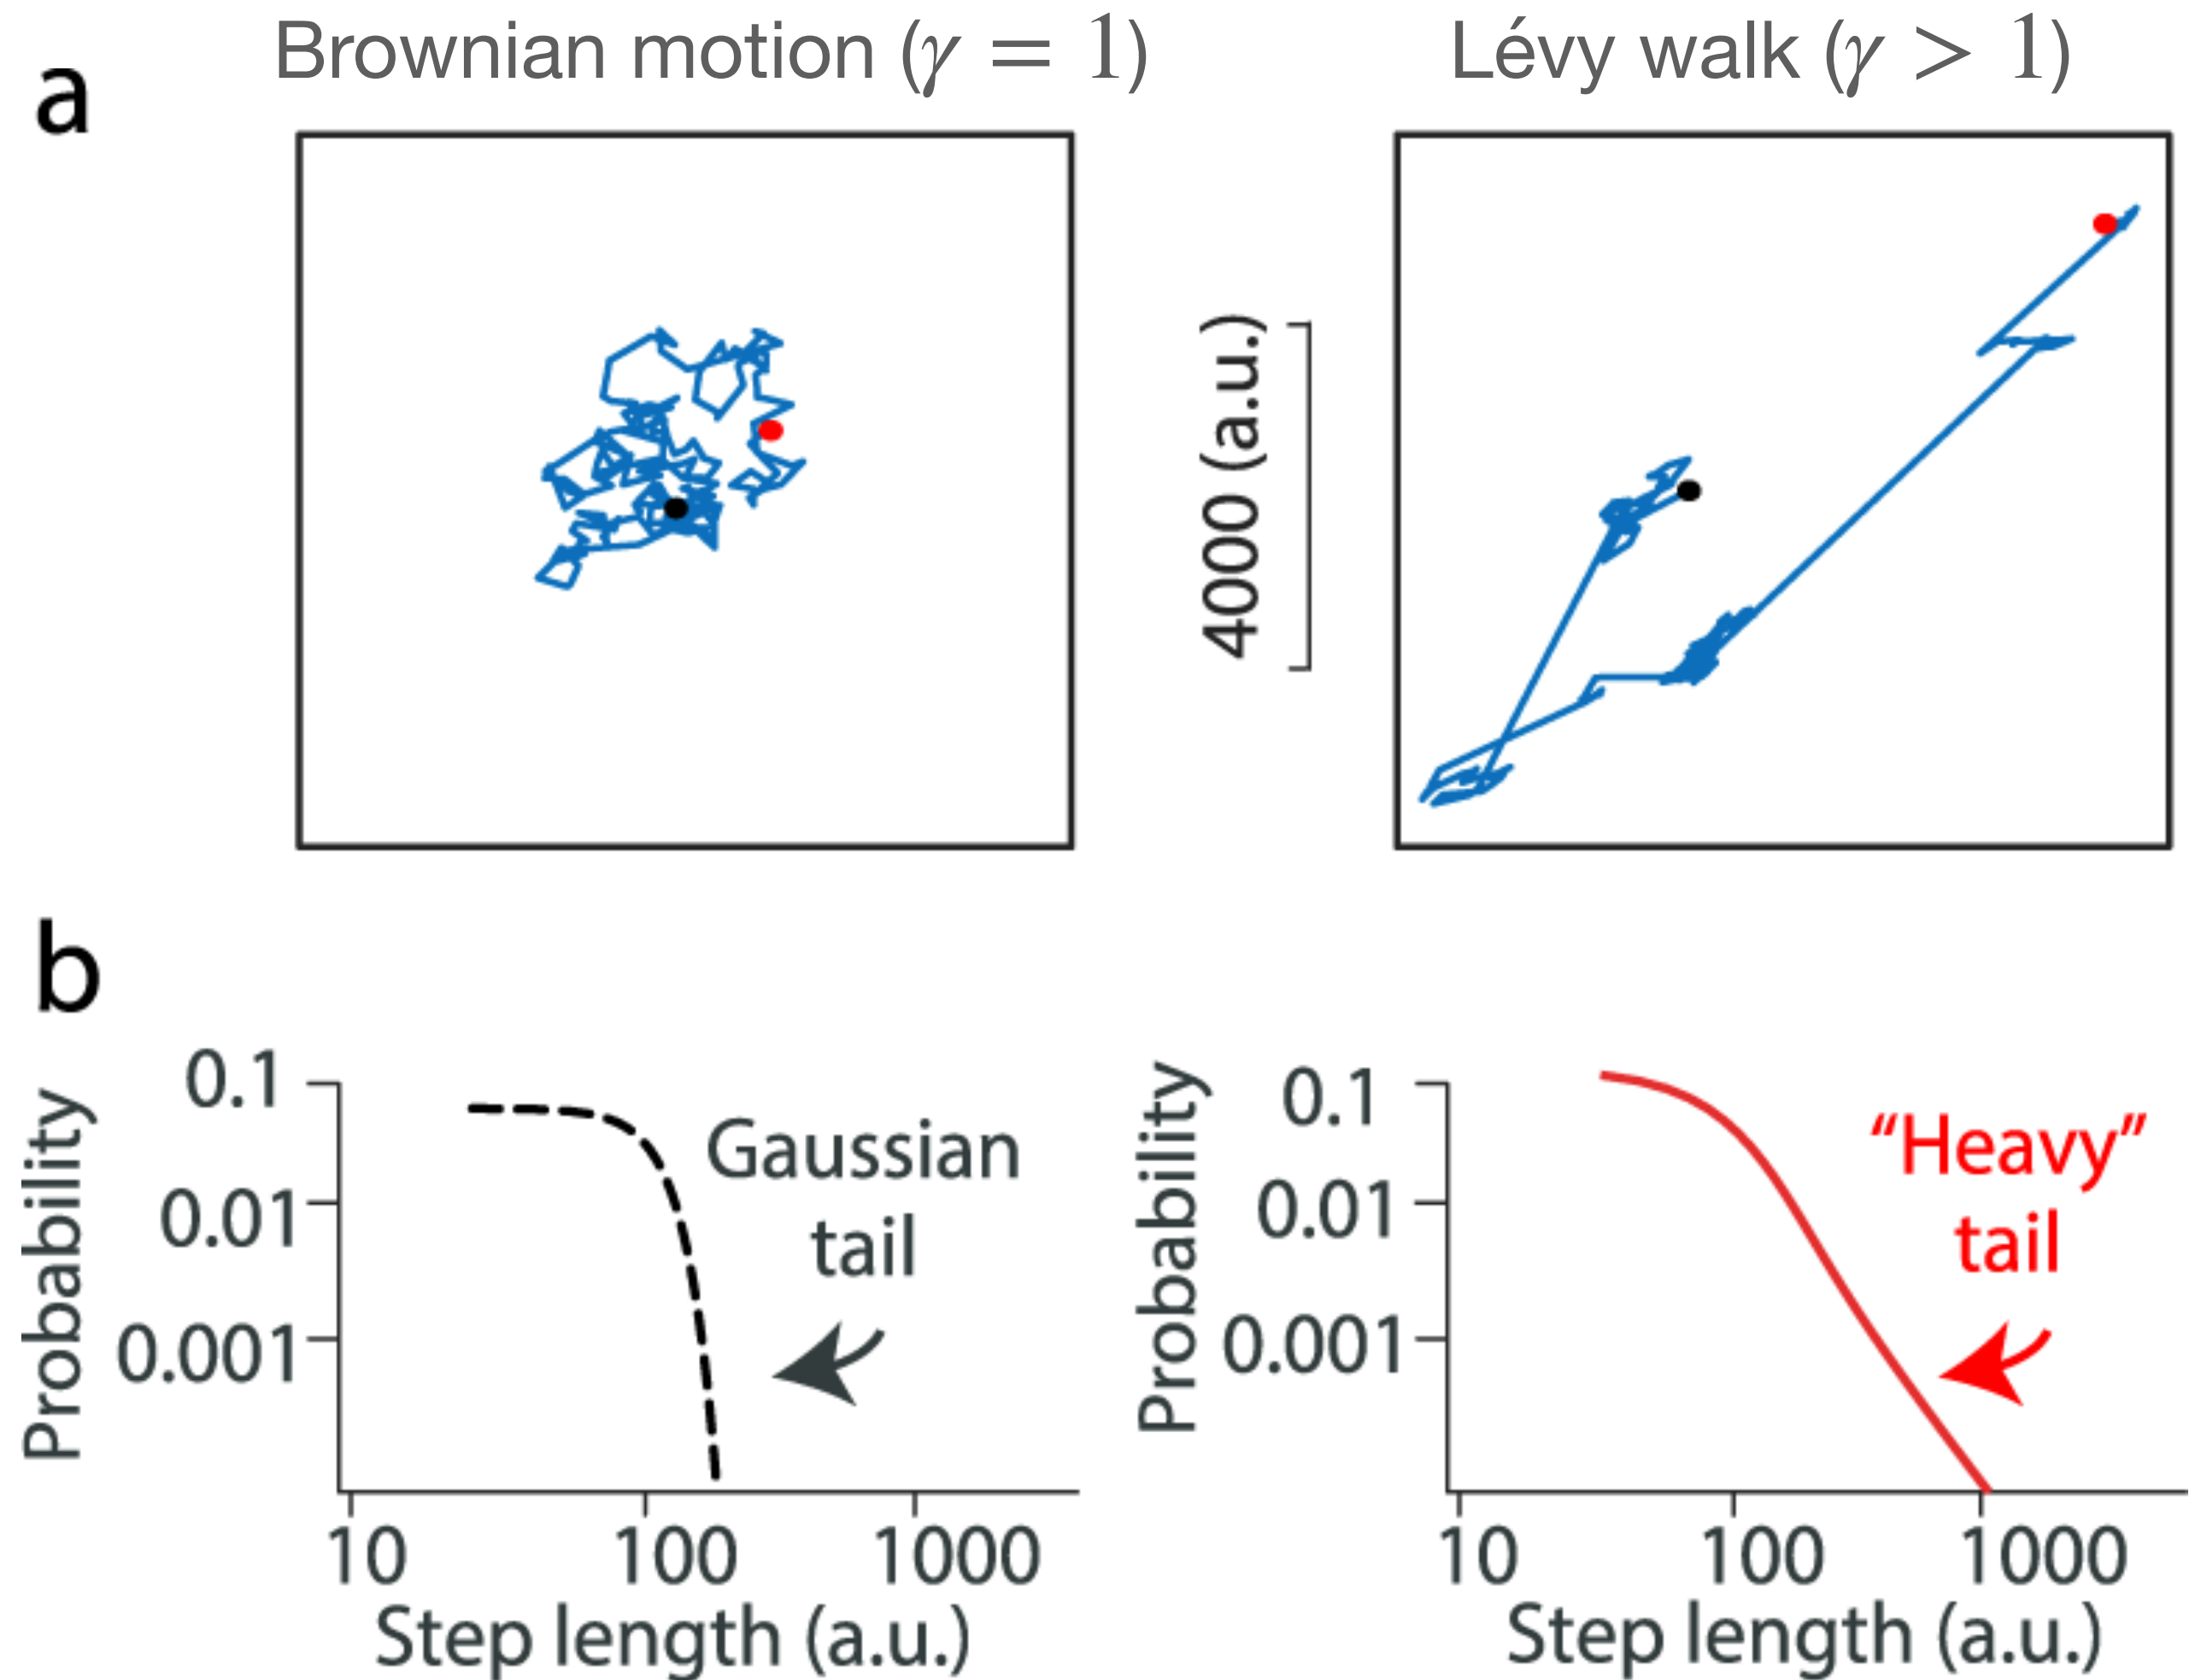 Brownian motion (γ = 1)
Lévy walk (γ > 1)
a
4000 (a.u.)
b
Probability
0.1
0.01
0.001
Gaussian
tail
10 100 1000
Step length (a.u.)
Probability
0.1
0.01
0.001
“Heavy”
tail
10 100 1000
Step length (a.u.)